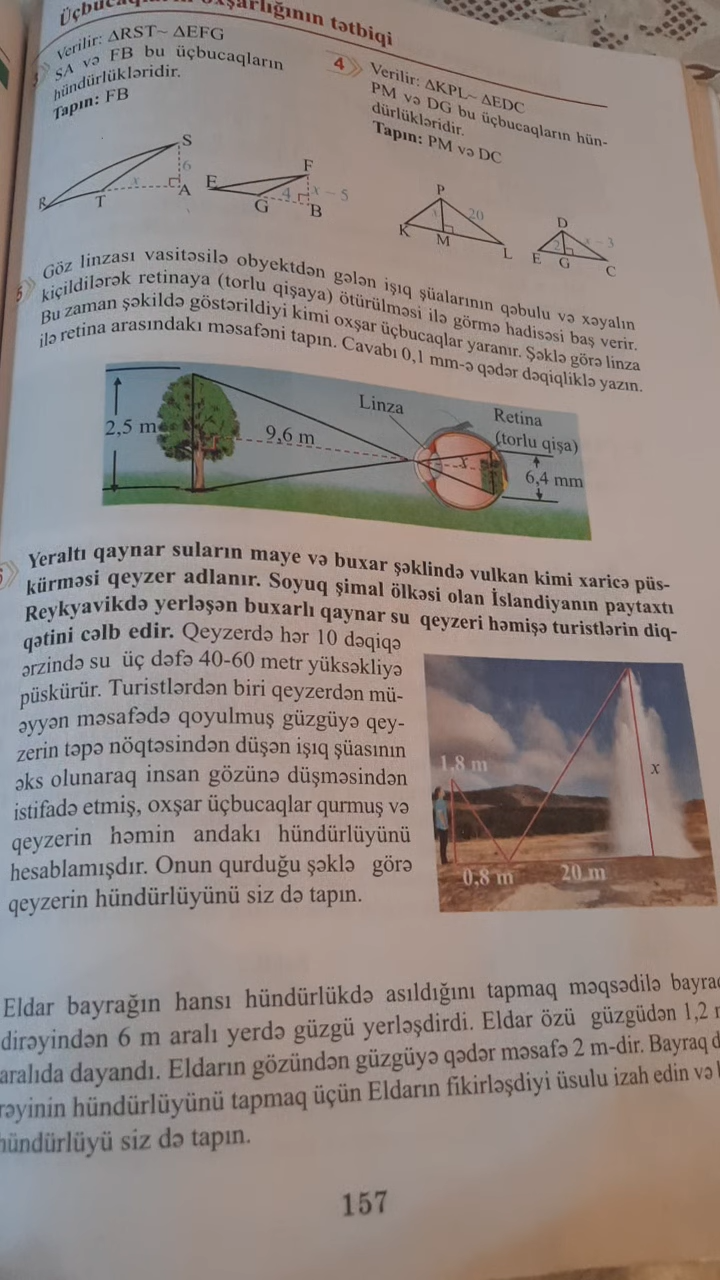 oxşarlığının tətbiqi
Verilir: ΔRST~ ΔEFG
SA və FB bu üçbucaqların
hündürlükləridir.
Tapın: FB
S
6
x
R
T
A
E
F
4
x – 5
G
B
4
Verilir: ΔKPL~ ΔEDC
PM və DG bu üçbucaqların hün-
dürlükləridir.
Tapın: PM və DC
P
x
20
K
M
L
D
2
x – 3
E
G
C
5
Göz linzası vasitəsilə obyektdən gələn işıq şüalarının qəbulu və xəyalın
kiçildilərək retinaya (torlu qişaya) ötürülməsi ilə görmə hadisəsi baş verir.
Bu zaman şəkildə göstərildiyi kimi oxşar üçbucaqlar yaranır. Şəklə görə linza
ilə retina arasındakı məsafəni tapın. Cavabı 0,1 mm-ə qədər dəqiqliklə yazın.
2,5 m
9,6 m
Linza
Retina
(torlu qişa)
x
6,4 mm
Yeraltı qaynar suların maye və buxar şəklində vulkan kimi xaricə püs-
kürməsi qeyzer adlanır. Soyuq şimal ölkəsi olan İslandiyanın paytaxtı
Reykyavikdə yerləşən buxarlı qaynar su qeyzeri həmişə turistlərin diq-
qətini cəlb edir. Qeyzerdə hər 10 dəqiqə
ərzində su üç dəfə 40-60 metr yüksəkliyə
püskürür. Turistlərdən biri qeyzerdən mü-
əyyən məsafədə qoyulmuş güzgüyə qey-
zerin təpə nöqtəsindən düşən işıq şüasının
əks olunaraq insan gözünə düşməsindən
istifadə etmiş, oxşar üçbucaqlar qurmuş və
qeyzerin həmin andakı hündürlüyünü
hesablamışdır. Onun qurduğu şəklə görə
qeyzerin hündürlüyünü siz də tapın.
1,8 m
x
0,8 m
20 m
Eldar bayrağın hansı hündürlükdə asıldığını tapmaq məqsədilə
dirəyindən 6 m aralı yerdə güzgü yerləşdirdi. Eldar özü güzgüdən 1,2
aralıda dayandı. Eldarın gözündən güzgüyə qədər məsafə 2 m-dir. Bayraq
hündürlüyünü tapmaq üçün Eldarın fikirləşdiyi üsulu izah edin və
hündürlüyü siz də tapın.
157